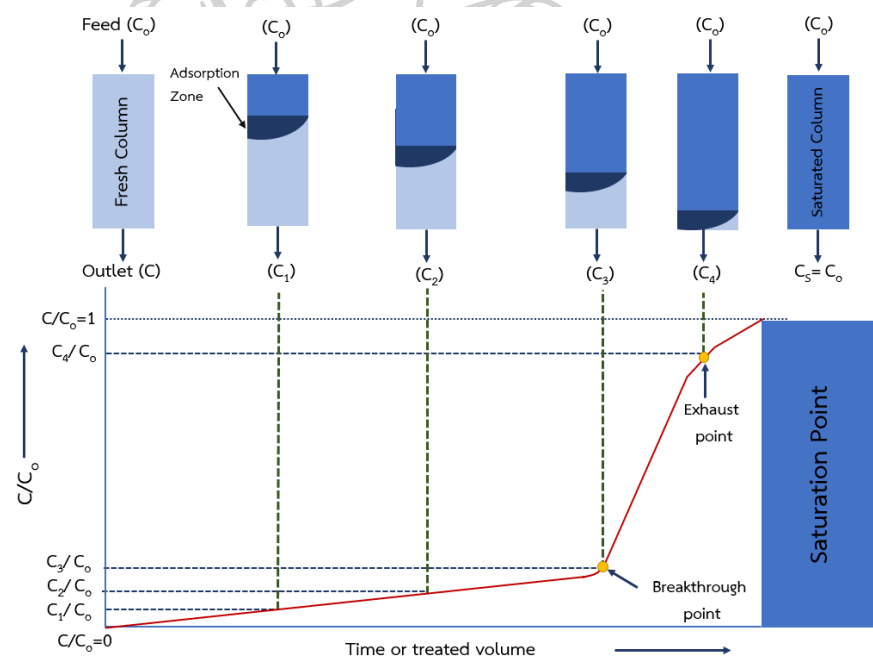 Feed (Cₒ)
(Cₒ)
(Cₒ)
(Cₒ)
(Cₒ)
(Cₒ)
Adsorption
Zone
Fresh Column
Saturated Column
Outlet (C)
(C₁)
(C₂)
(C₃)
(C₄)
Cₛ= Cₒ
C/Cₒ=1
C₄/Cₒ
Exhaust
point
C/Cₒ
Saturation Point
C₃/Cₒ
C₂/Cₒ
C₁/Cₒ
Breakthrough
point
C/Cₒ=0
Time or treated volume